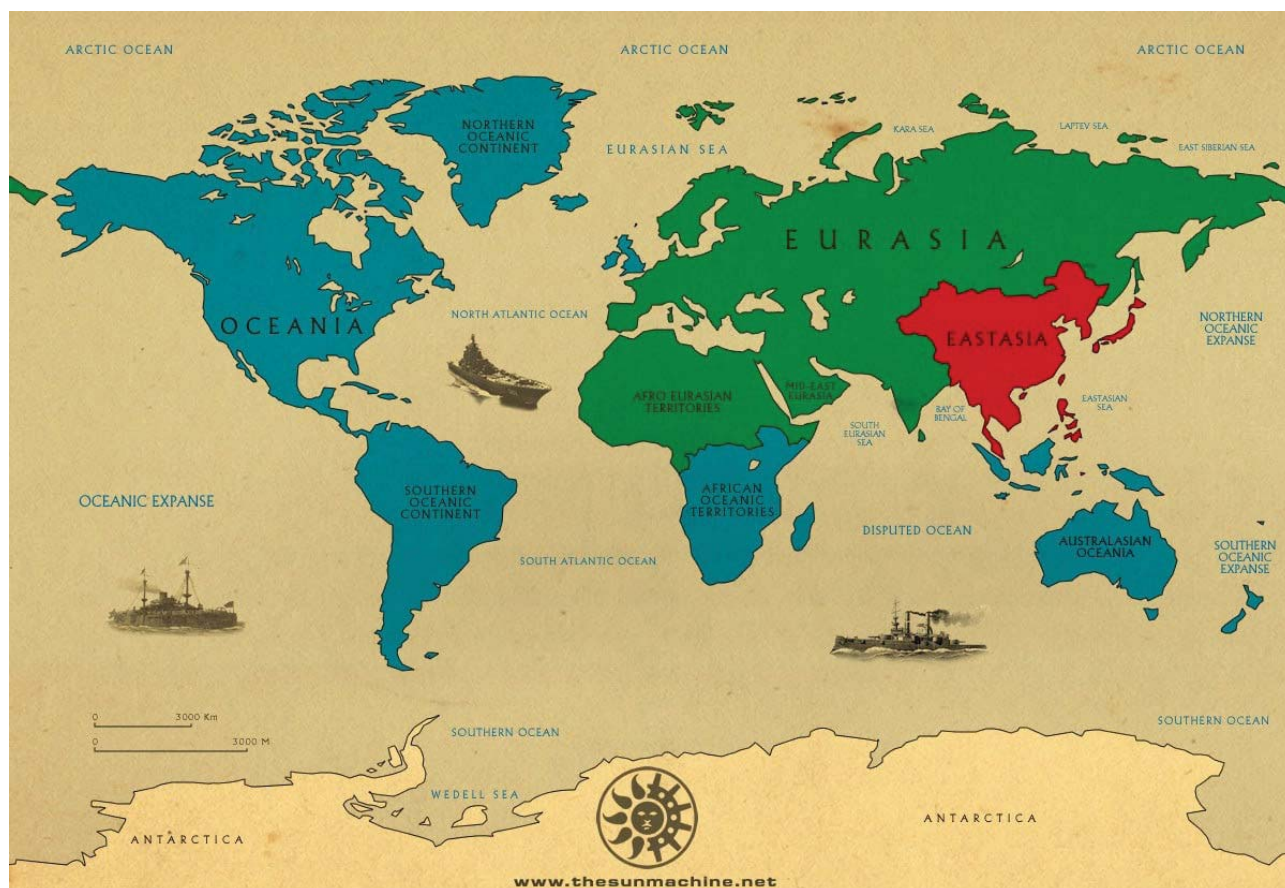 ARCTIC OCEAN
ARCTIC OCEAN
ARCTIC OCEAN
NORTHERN
OCEANIC
CONTINENT
EURASIAN SEA
KARA SEA
LAPTEV SEA
EAST SIBERIAN SEA
EURASIA
OCEANIA
NORTH ATLANTIC OCEAN
EASTASIA
NORTHERN
OCEANIC
EXPANSE
AFRO EURASIAN
TERRITORIES
MID-EAST
EURASIA
SOUTH
EURASIAN
SEA
BAY OF
BENGAL
EASTASIAN
SEA
OCEANIC EXPANSE
SOUTHERN
OCEANIC
CONTINENT
AFRICAN
OCEANIC
TERRITORIES
DISPUTED OCEAN
AUSTRALASIAN
OCEANIA
SOUTHERN
OCEANIC
EXPANSE
SOUTH ATLANTIC OCEAN
0 3000 Km
0 3000 M
SOUTHERN OCEAN
SOUTHERN OCEAN
WEDELL SEA
ANTARCTICA
ANTARCTICA
www.thesunmachine.net